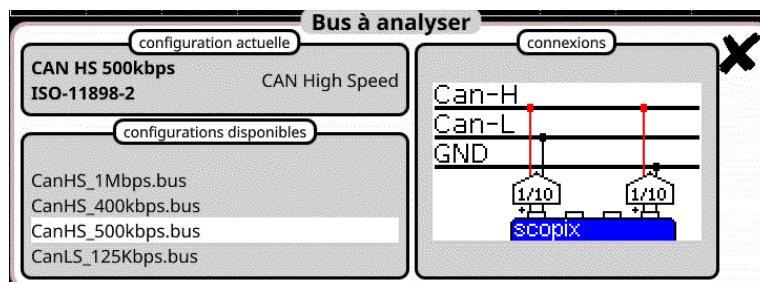 Bus à analyser
configuration actuelle
CAN HS 500kbps
ISO-11898-2
CAN High Speed
configurations disponibles
CanHS_1Mbps.bus
CanHS_400kbps.bus
CanHS_500kbps.bus
CanLS_125Kbps.bus
connexions
Can-H
Can-L
GND
1/10 1/10
+ +
scopix